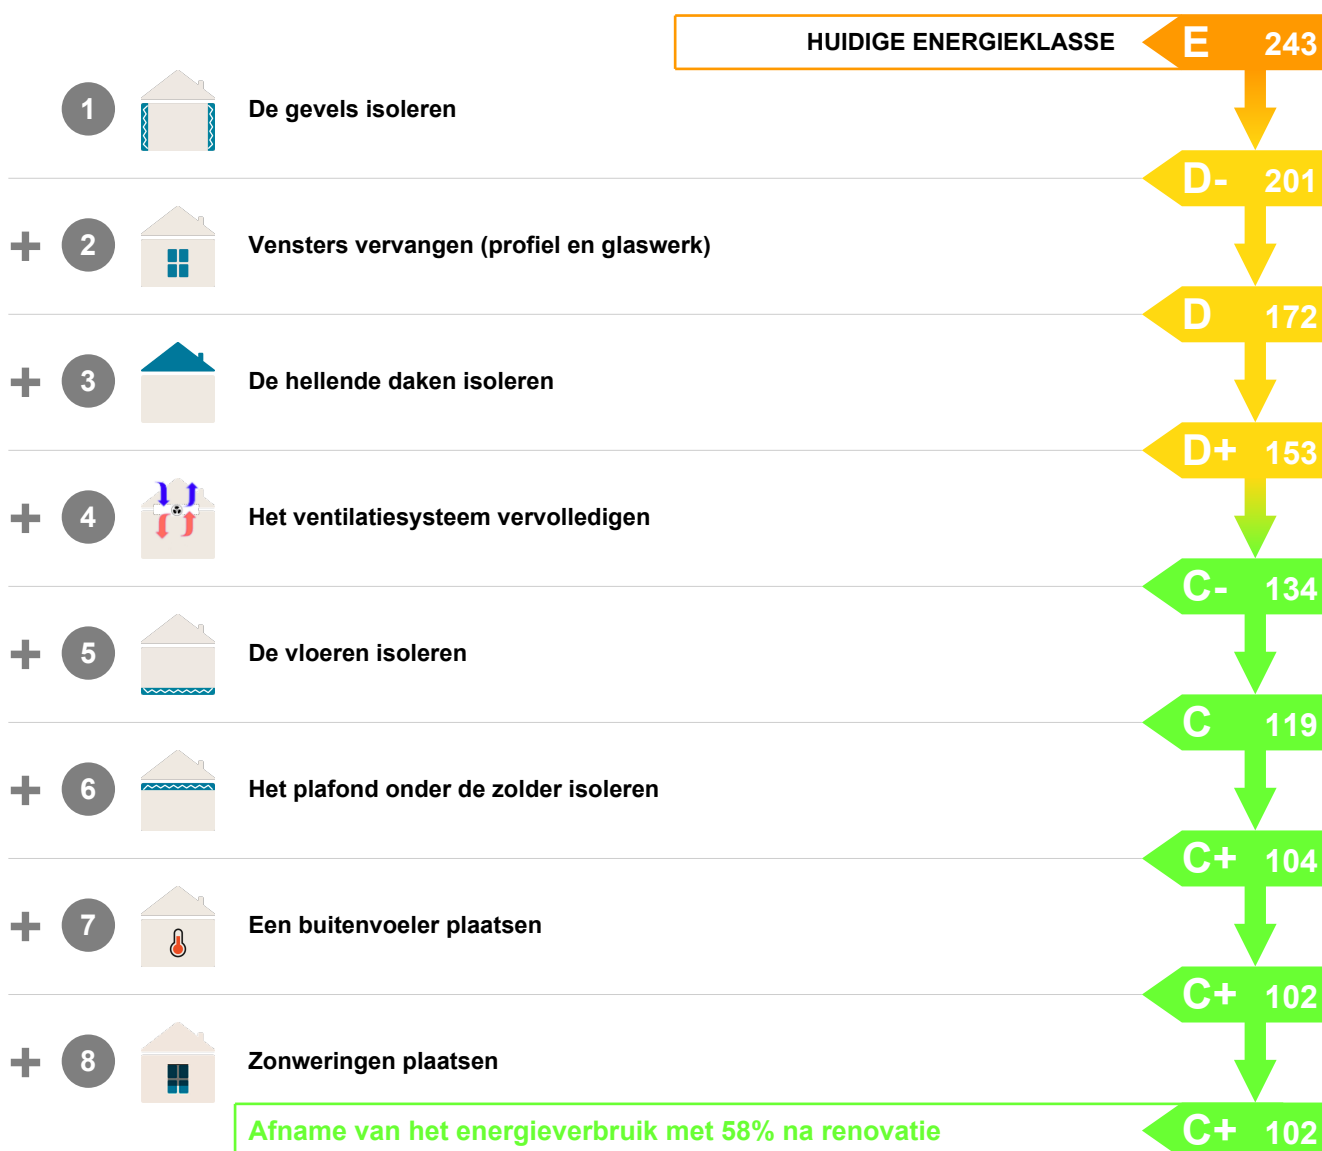 HUIDIGE ENERGIEKLASSE E 243
1 De gevels isoleren
D- 201
+ 2 Vensters vervangen (profiel en glaswerk)
D 172
+ 3 De hellende daken isoleren
D+ 153
+ 4 Het ventilatiesysteem vervolledigen
C- 134
+ 5 De vloeren isoleren
C 119
+ 6 Het plafond onder de zolder isoleren
C+ 104
+ 7 Een buitenvoeler plaatsen
C+ 102
+ 8 Zonweringen plaatsen
Afname van het energieverbruik met 58% na renovatie C+ 102